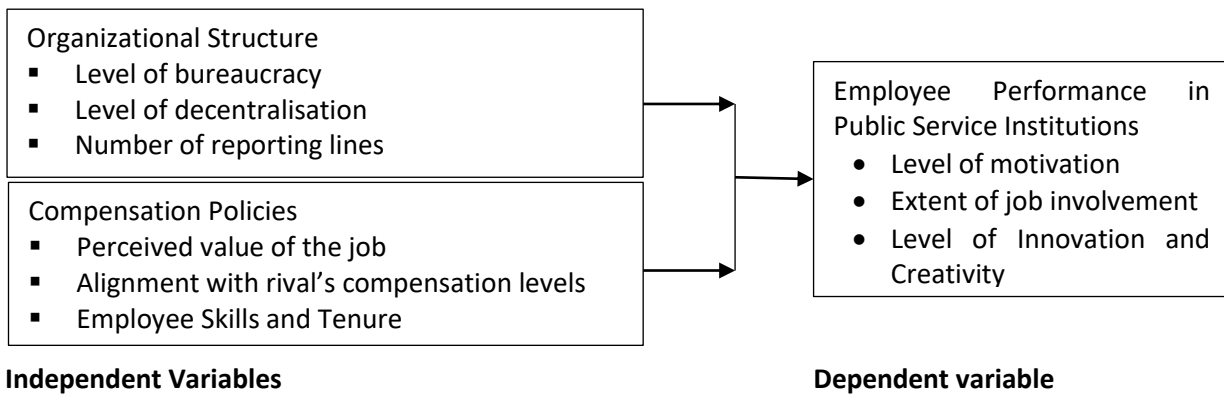 Organizational Structure
▪ Level of bureaucracy
▪ Level of decentralisation
▪ Number of reporting lines
Compensation Policies
▪ Perceived value of the job
▪ Alignment with rival’s compensation levels
▪ Employee Skills and Tenure
Employee Performance in
Public Service Institutions
• Level of motivation
• Extent of job involvement
• Level of Innovation and
Creativity
Independent Variables
Dependent variable